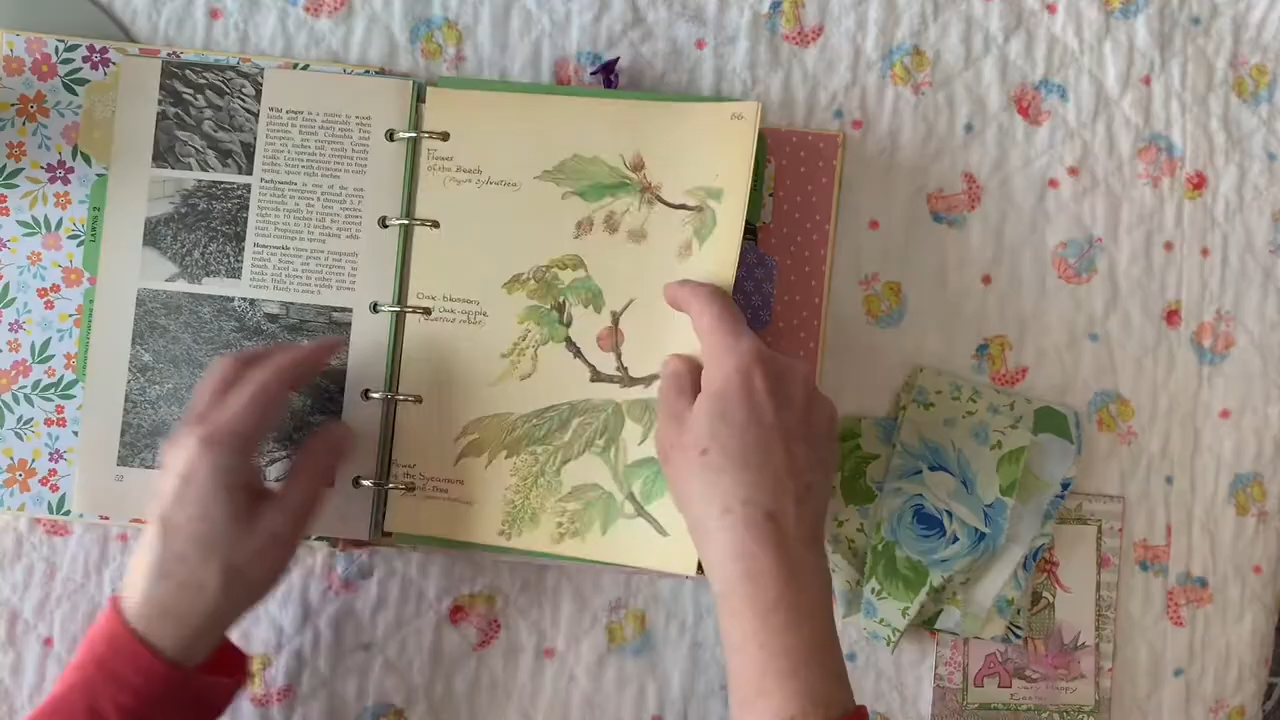 Wild ginger is a native to wood-
lands and fares admirably when
planted in moist shady spots. Two
varieties, British Columbia and
European, are evergreen. Grows
just six inches tall; easily hardy
to zone 4; spreads by creeping root
stalks. Leaves measure two to four
inches. Start with divisions in early
spring, space eight inches
Pachysandra is one of the out-
standing evergreen ground covers
for shade in zones 8 through 5. P.
terminalis is the best species.
Spreads rapidly by runners; grows
eight to 10 inches tall. Set rooted
cuttings six to 12 inches apart to
start. Propagate by making addi-
tional cuttings in spring
Honeysuckle vines grow rampantly
and can become pests if not con-
trolled. Some are evergreen in
South. Excel as ground covers for
banks and slopes in either sun or
shade. Halls is most widely grown
variety. Hardy to zone 5.
52
LAWNS 2
66.
Flower
of the Beech
(Fagus sylvatica)
Oak-blossom
Oak-apple
Flower
of the Sycamore
A
Very Happy
Easter